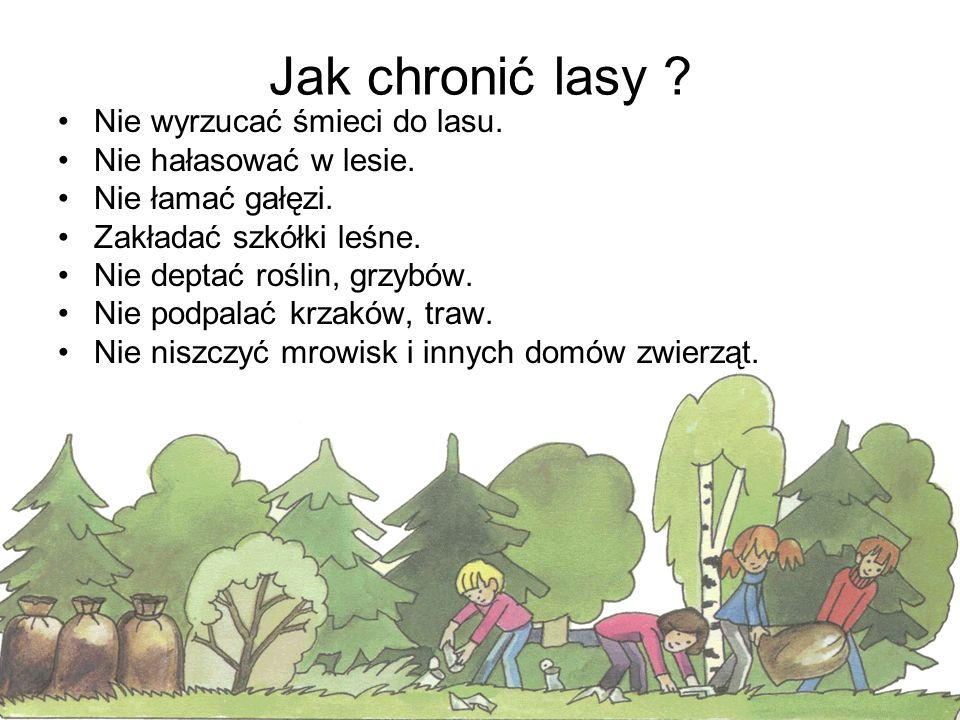 Jak chronić lasy ?
• Nie wyrzucać śmieci do lasu.
• Nie hałasować w lesie.
• Nie łamać gałęzi.
• Zakładać szkółki leśne.
• Nie deptać roślin, grzybów.
• Nie podpalać krzaków, traw.
• Nie niszczyć mrowisk i innych domów zwierząt.